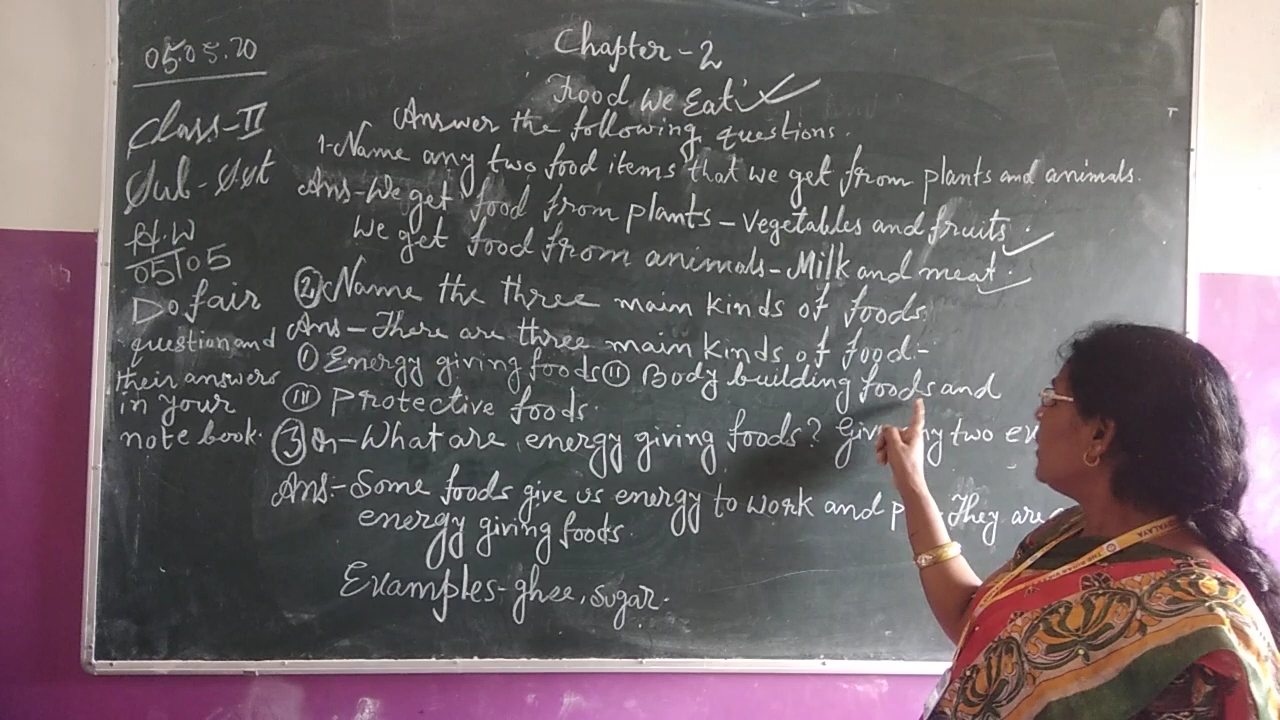 05.05.20
Class-II
Sub-
H.W
05/05
Do fair
question and
their answers
in your
note book.
Chapter-2
Food We Eat
Answer the following questions.
1-Name any two food items that we get from plants and animals.
Ans-We get food from plants-vegetables and fruits.
We get food from animals-Milk and meat.
2 Name the three main kinds of foods.
Ans-There are three main kinds of food-
I Energy giving foods II Body building foods and
III Protective foods.
3 Qn-What are energy giving foods? Give any two
Ans:-Some foods give us energy to work and They are
energy giving foods.
Examples-ghee, sugar.